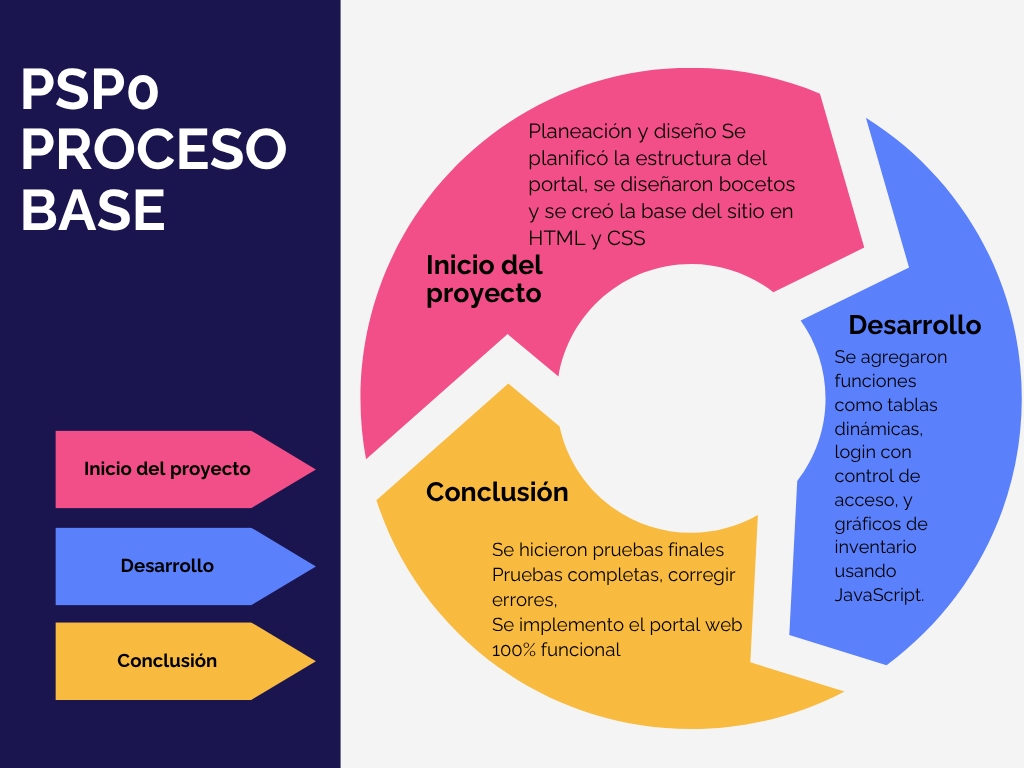 PSP0
PROCESO
BASE
Inicio del proyecto
Desarrollo
Conclusión
Planeación y diseño Se
planificó la estructura del
portal, se diseñaron bocetos
y se creó la base del sitio en
HTML y CSS
Inicio del
proyecto
Desarrollo
Se agregaron
funciones
como tablas
dinámicas,
login con
control de
acceso, y
gráficos de
inventario
usando
JavaScript.
Conclusión
Se hicieron pruebas finales
Pruebas completas, corregir
errores,
Se implemento el portal web
100% funcional